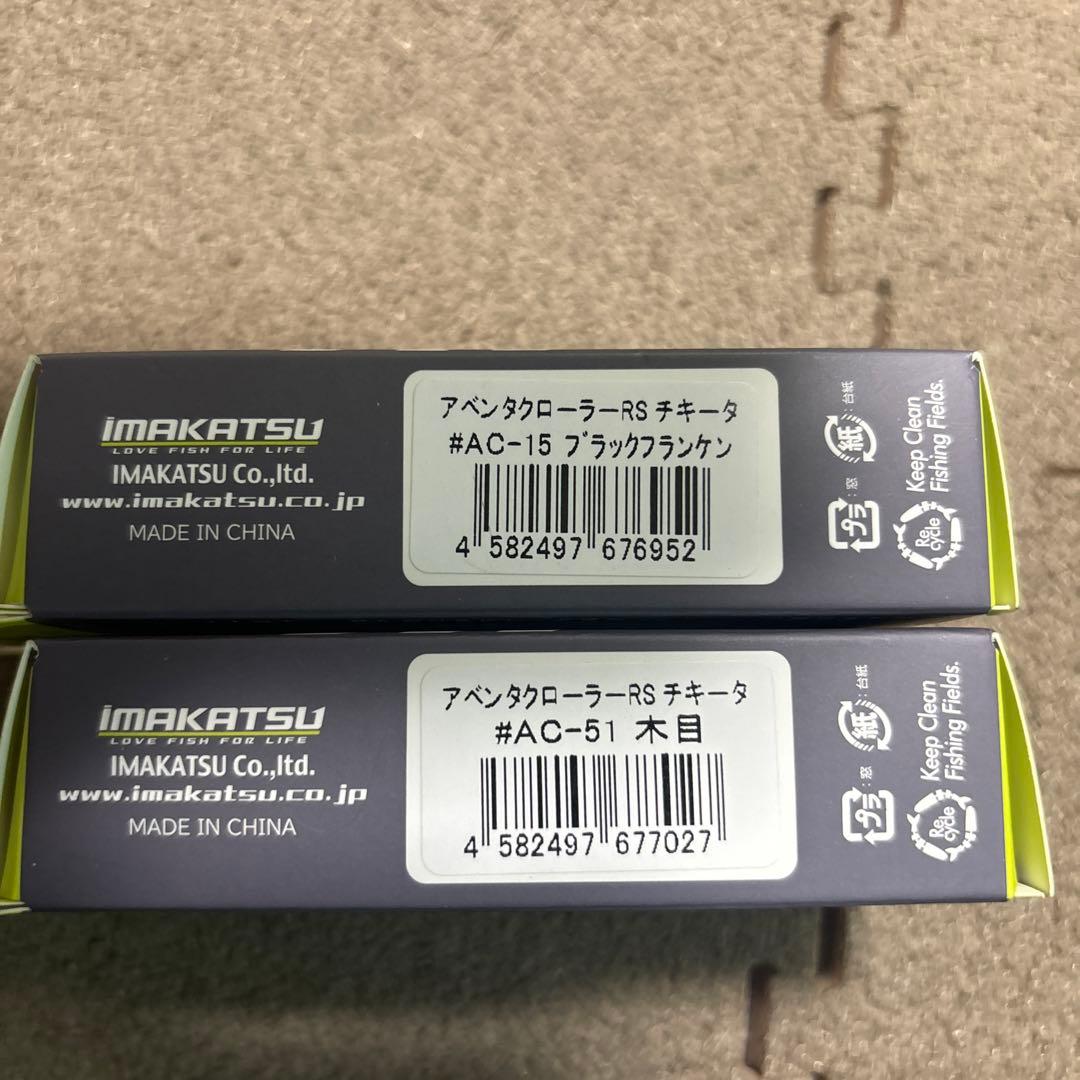 iMAKATSU
LOVE FISH FOR LIFE
IMAKATSU Co.,ltd.
www.imakatsu.co.jp
MADE IN CHINA
アベンタクローラーRS チキータ
#AC-15 ブラックフランケン
4 582497 676952
プラ
:窓
紙
:台紙
Keep Clean
Fishing Fields.
Re
cycle
iMAKATSU
LOVE FISH FOR LIFE
IMAKATSU Co.,ltd.
www.imakatsu.co.jp
MADE IN CHINA
アベンタクローラーRS チキータ
#AC-51 木目
4 582497 677027
プラ
:窓
紙
:台紙
Keep Clean
Fishing Fields.
Re
cycle